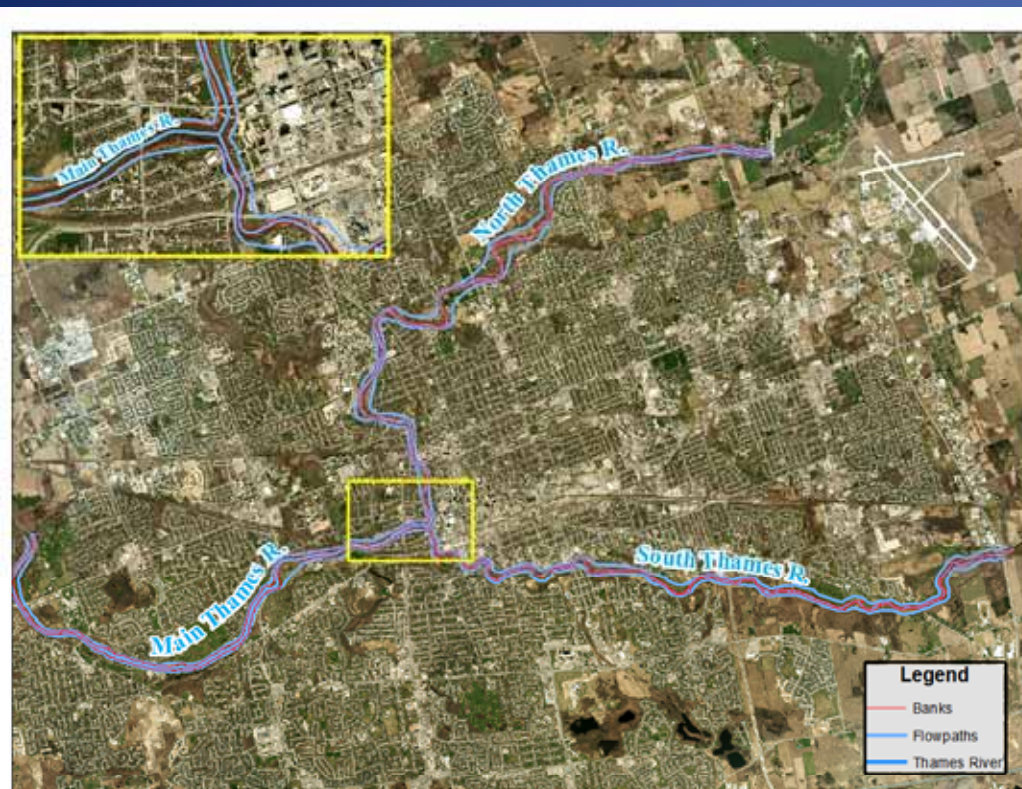 Main Thames R.
North Thames R.
South Thames R.
Main Thames R.
Legend
Banks
Flowpaths
Thames River